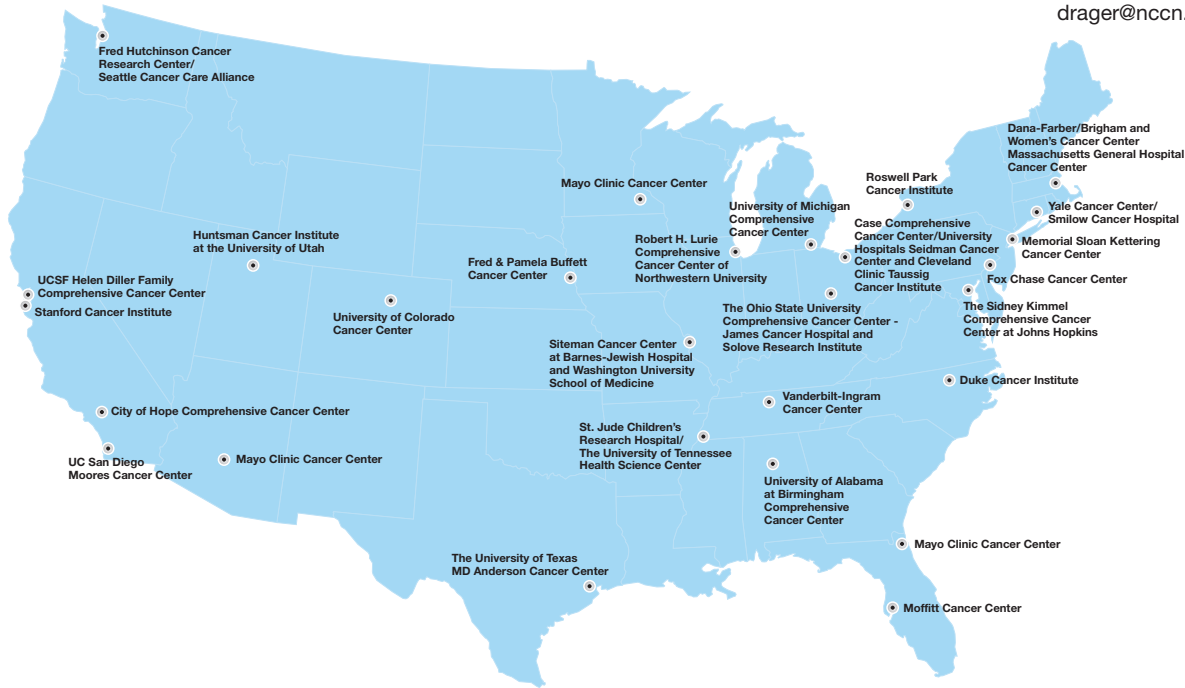 drager@nccn.
Fred Hutchinson Cancer
Research Center/
Seattle Cancer Care Alliance
Dana-Farber/Brigham and
Women's Cancer Center
Massachusetts General Hospital
Cancer Center
Mayo Clinic Cancer Center
Roswell Park
Cancer Institute
University of Michigan
Comprehensive
Cancer Center
Yale Cancer Center/
Smilow Cancer Hospital
Case Comprehensive
Cancer Center/University
Hospitals Seidman Cancer
Center and Cleveland
Clinic Taussig
Cancer Institute
Huntsman Cancer Institute
at the University of Utah
Robert H. Lurie
Comprehensive
Cancer Center of
Northwestern University
Memorial Sloan Kettering
Cancer Center
Fred & Pamela Buffett
Cancer Center
Fox Chase Cancer Center
UCSF Helen Diller Family
Comprehensive Cancer Center
Stanford Cancer Institute
University of Colorado
Cancer Center
The Ohio State University
Comprehensive Cancer Center -
James Cancer Hospital and
Solove Research Institute
The Sidney Kimmel
Comprehensive Cancer
Center at Johns Hopkins
Siteman Cancer Center
at Barnes-Jewish Hospital
and Washington University
School of Medicine
Duke Cancer Institute
Vanderbilt-Ingram
Cancer Center
City of Hope Comprehensive Cancer Center
St. Jude Children's
Research Hospital/
The University of Tennessee
Health Science Center
UC San Diego
Moores Cancer Center
Mayo Clinic Cancer Center
University of Alabama
at Birmingham
Comprehensive
Cancer Center
Mayo Clinic Cancer Center
The University of Texas
MD Anderson Cancer Center
Moffitt Cancer Center